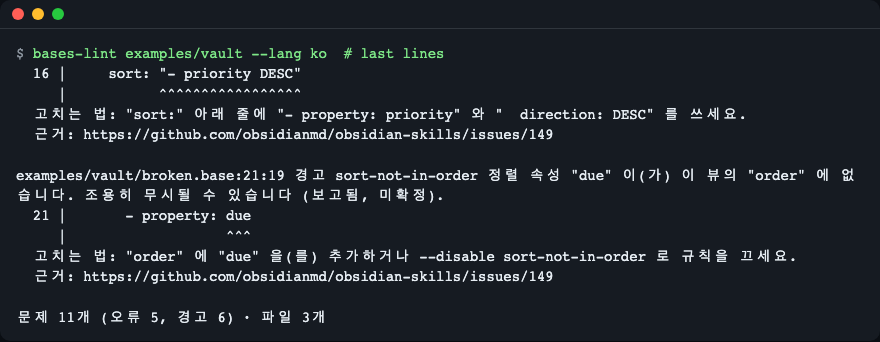 $ bases-lint examples/vault --lang ko  # last lines
  16 |     sort: "- priority DESC"
     |           ^^^^^^^^^^^^^^^^^
  고치는 법: "sort:" 아래 줄에 "- property: priority" 와 "  direction: DESC" 를 쓰세요.
  근거: https://github.com/obsidianmd/obsidian-skills/issues/149

examples/vault/broken.base:21:19 경고 sort-not-in-order 정렬 속성 "due" 이(가) 이 뷰의 "order" 에 없
습니다. 조용히 무시될 수 있습니다 (보고됨, 미확정).
  21 |       - property: due
     |                   ^^^
  고치는 법: "order" 에 "due" 을(를) 추가하거나 --disable sort-not-in-order 로 규칙을 끄세요.
  근거: https://github.com/obsidianmd/obsidian-skills/issues/149

문제 11개 (오류 5, 경고 6) · 파일 3개